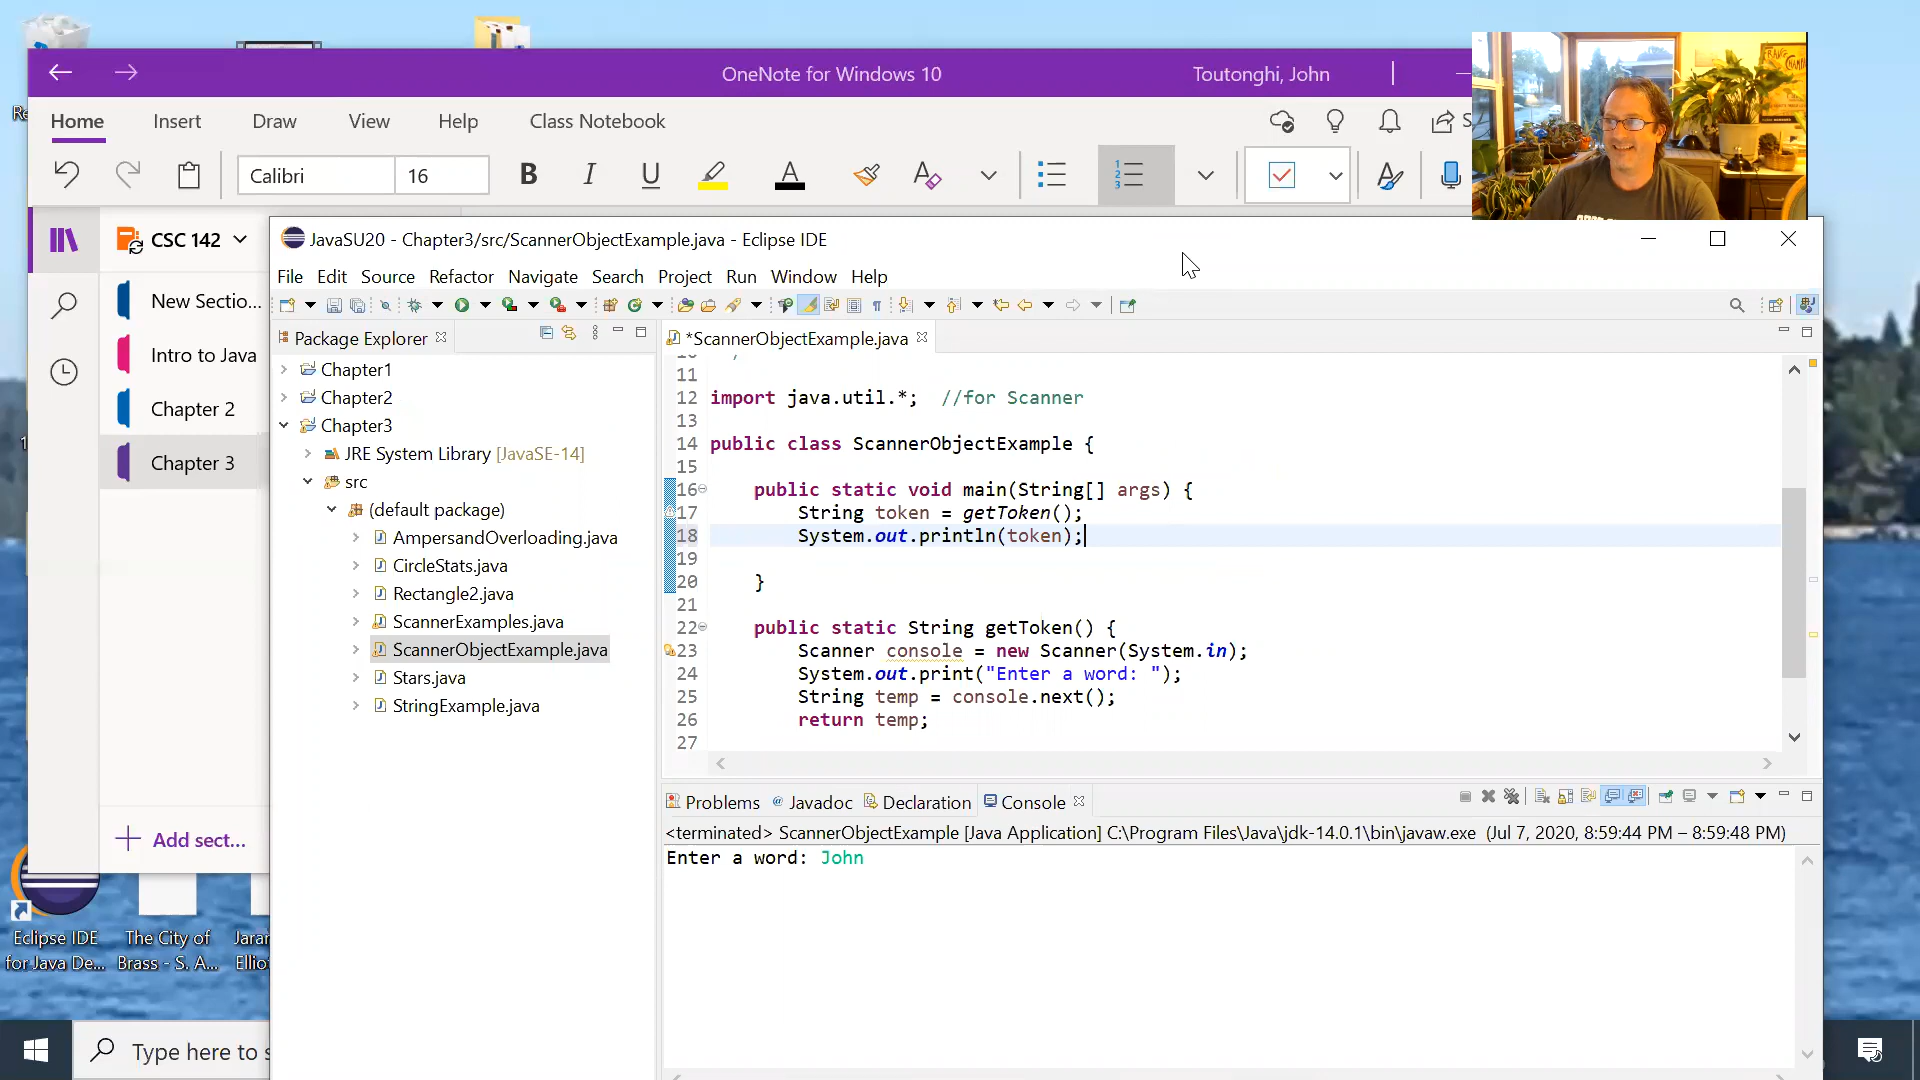 OneNote for Windows 10
Toutonghi, John
Home Insert Draw View Help Class Notebook
Calibri 16 B I U A
CSC 142
New Sectio...
Intro to Java
Chapter 2
Chapter 3
Add sect...
JavaSU20 - Chapter3/src/ScannerObjectExample.java - Eclipse IDE
File Edit Source Refactor Navigate Search Project Run Window Help
Package Explorer
Chapter1
Chapter2
Chapter3
JRE System Library [JavaSE-14]
src
(default package)
AmpersandOverloading.java
CircleStats.java
Rectangle2.java
ScannerExamples.java
ScannerObjectExample.java
Stars.java
StringExample.java
*ScannerObjectExample.java
11
12 import java.util.*; //for Scanner
13
14 public class ScannerObjectExample {
15
16 public static void main(String[] args) {
17 String token = getToken();
18 System.out.println(token);
19
20 }
21
22 public static String getToken() {
23 Scanner console = new Scanner(System.in);
24 System.out.print("Enter a word: ");
25 String temp = console.next();
26 return temp;
27
Problems Javadoc Declaration Console
<terminated> ScannerObjectExample [Java Application] C:\Program Files\Java\jdk-14.0.1\bin\javaw.exe (Jul 7, 2020, 8:59:44 PM – 8:59:48 PM)
Enter a word: John
Eclipse IDE
for Java De...
The City of
Brass - S. A...
Jarar
Ellio
Type here to s